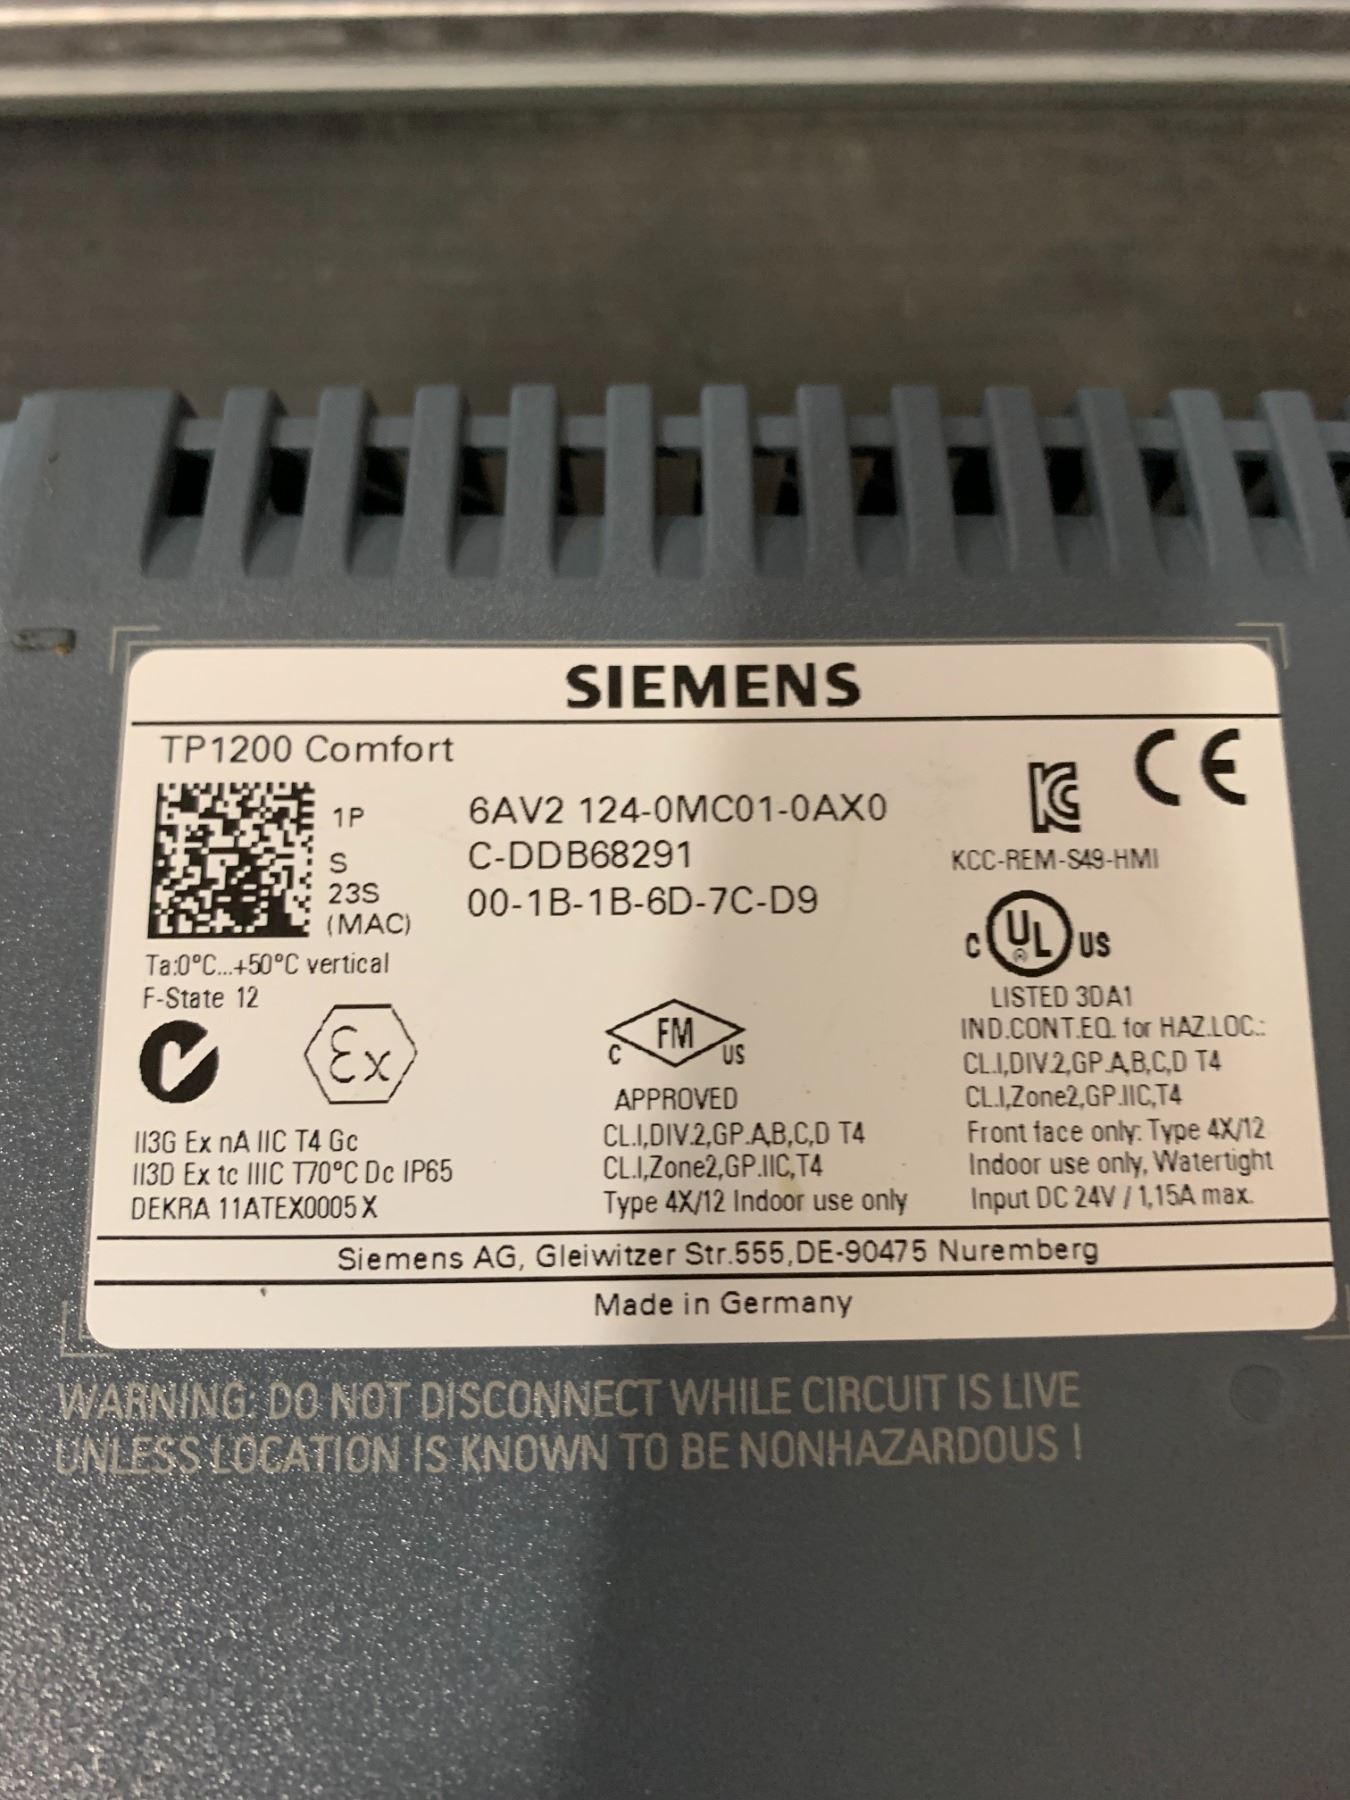 SIEMENS
TP1200 Comfort
1P 6AV2 124-0MC01-0AX0
S C-DDB68291
23S 00-1B-1B-6D-7C-D9
(MAC)
KCC-REM-S49-HMI
CE
Ta:0°C...+50°C vertical
F-State 12
Ex
II3G Ex nA IIC T4 Gc
II3D Ex tc IIIC T70°C Dc IP65
DEKRA 11ATEX0005 X
C FM US
APPROVED
CL.I,DIV.2,GP.A,B,C,D T4
CL.I,Zone2,GP.IIC,T4
Type 4X/12 Indoor use only
C UL ® US
LISTED 3DA1
IND.CONT.EQ. for HAZ.LOC.:
CL.I,DIV.2,GP.A,B,C,D T4
CL.I,Zone2,GP.IIC,T4
Front face only: Type 4X/12
Indoor use only, Watertight
Input DC 24V / 1,15A max.
Siemens AG, Gleiwitzer Str.555,DE-90475 Nuremberg
Made in Germany
WARNING: DO NOT DISCONNECT WHILE CIRCUIT IS LIVE
UNLESS LOCATION IS KNOWN TO BE NONHAZARDOUS !